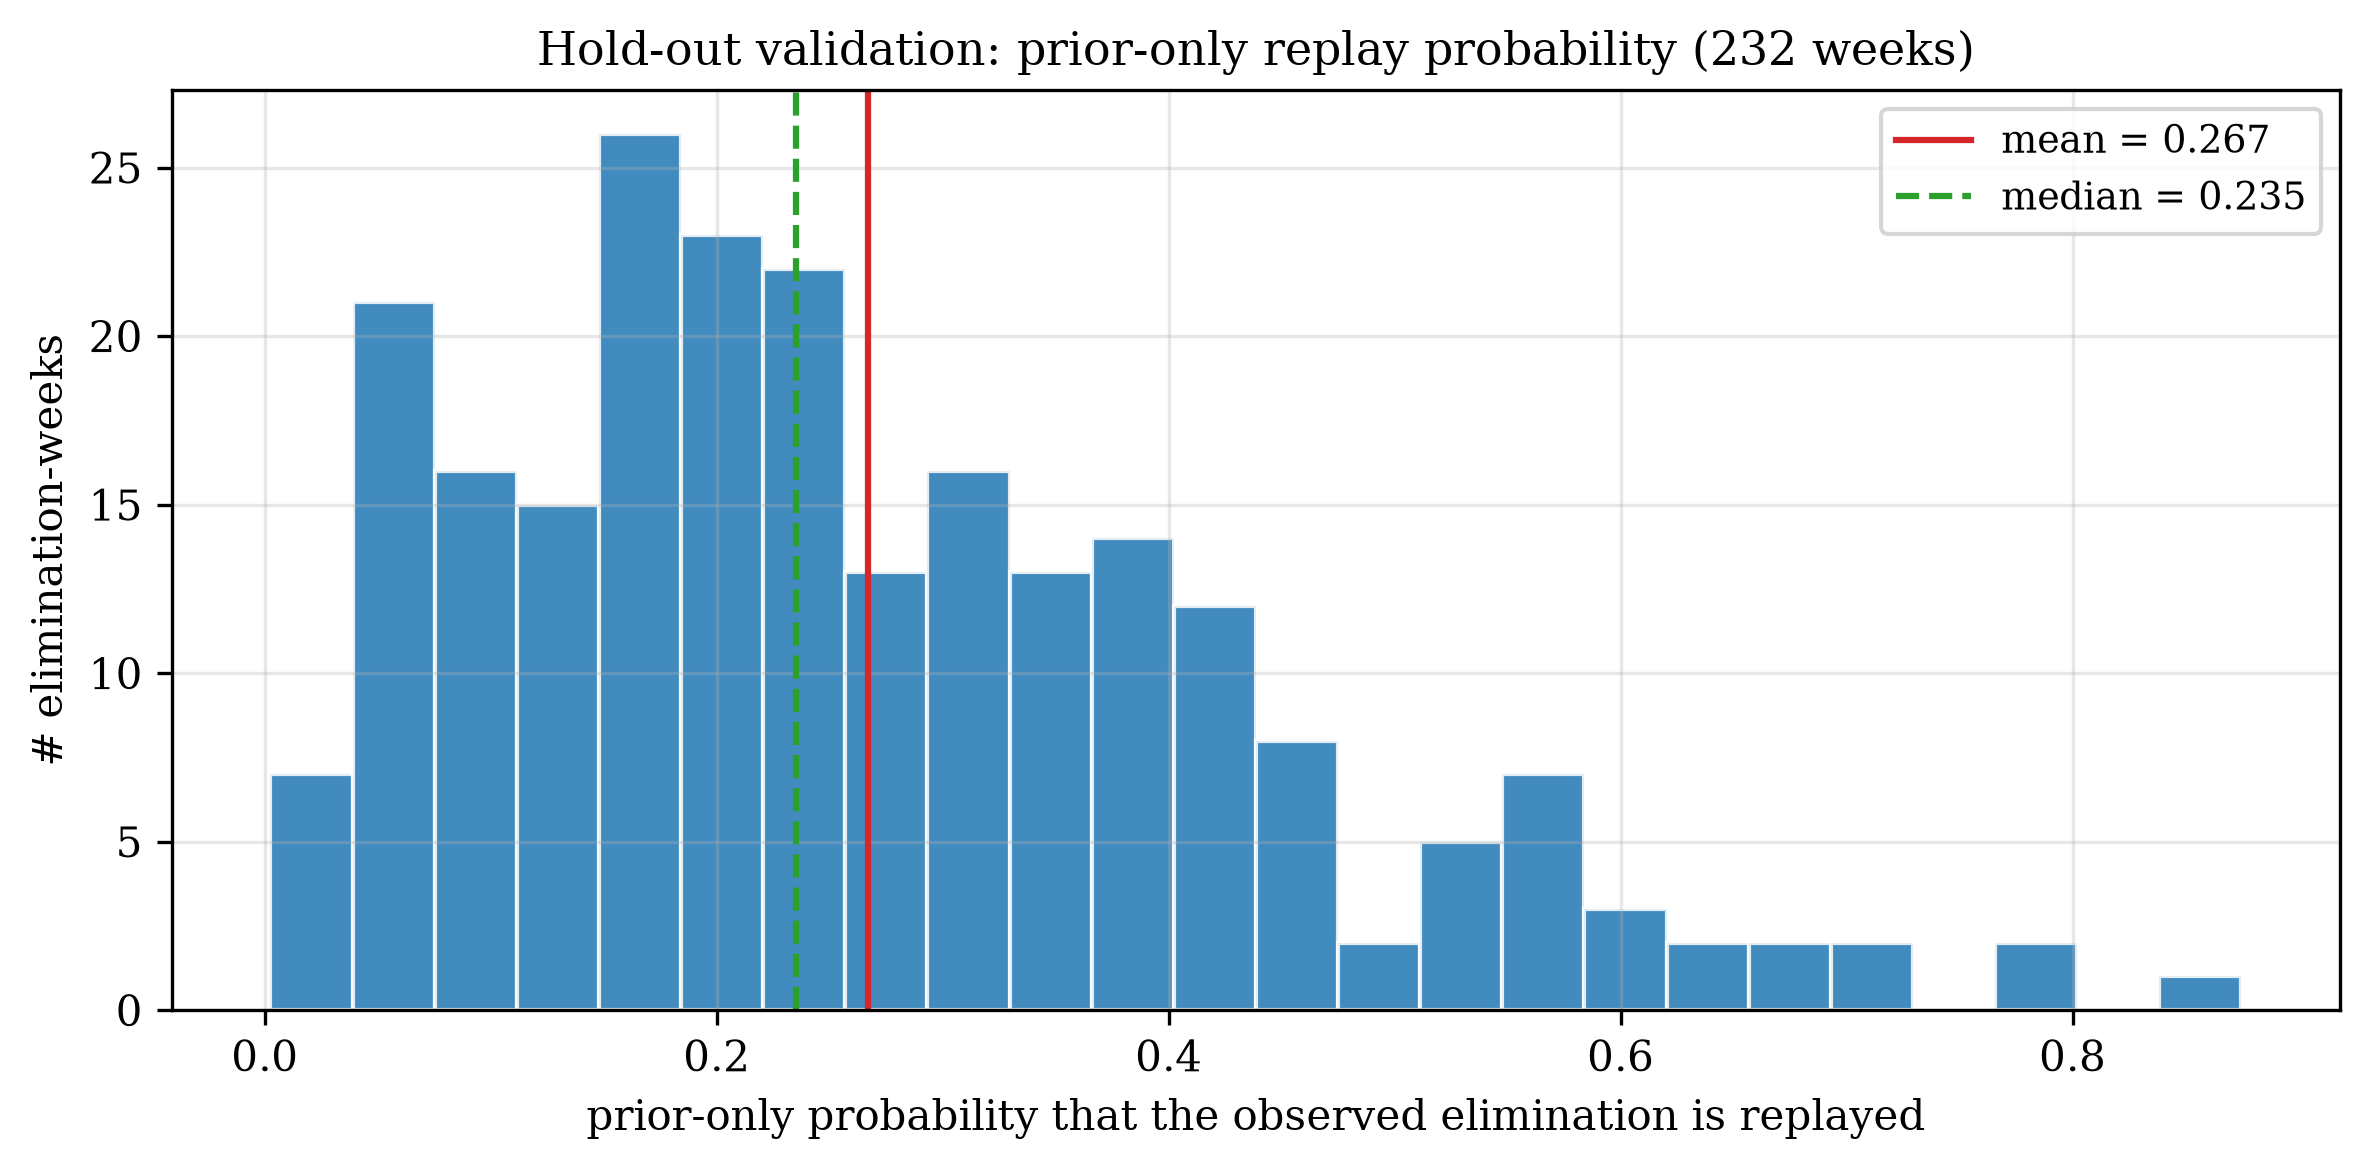 Hold-out validation: prior-only replay probability (232 weeks)
mean = 0.267
median = 0.235
# elimination-weeks
25
20
15
10
5
0
0.0 0.2 0.4 0.6 0.8
prior-only probability that the observed elimination is replayed